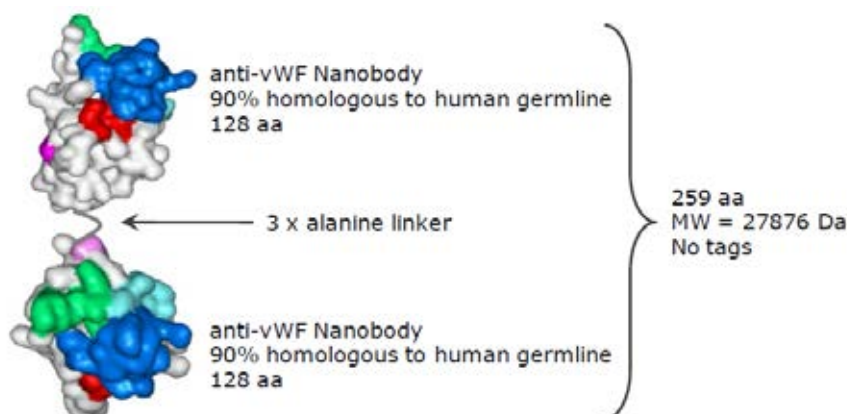 anti-vWF Nanobody
90% homologous to human germline
128 aa
3 x alanine linker
259 aa
MW = 27876 Da
No tags
anti-vWF Nanobody
90% homologous to human germline
128 aa